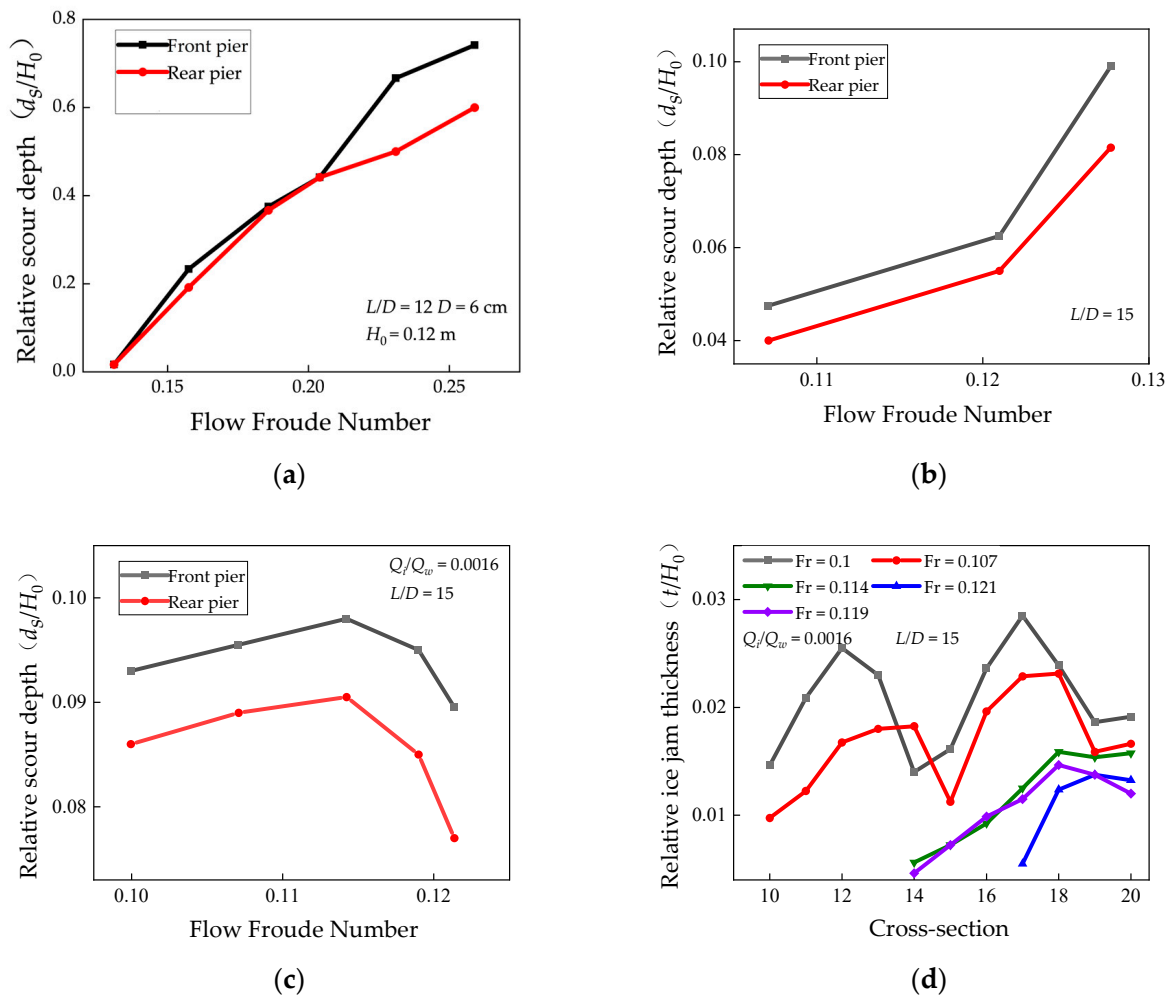 0.8
0.6
0.4
0.2
0.0
Relative scour depth（dS/H0）
Front pier
Rear pier
L/D = 12 D = 6 cm
H0 = 0.12 m
0.15 0.20 0.25
Flow Froude Number
(a)
0.10
0.08
0.06
0.04
Relative scour depth（dS/H0）
Front pier
Rear pier
L/D = 15
0.11 0.12 0.13
Flow Froude Number
(b)
0.10
0.09
0.08
Relative scour depth（dS/H0）
Front pier
Rear pier
Qi/Qw = 0.0016
L/D = 15
0.10 0.11 0.12
Flow Froude Number
(c)
0.03
0.02
0.01
Relative ice jam thickness（t/H0）
Fr = 0.1 Fr = 0.107
Fr = 0.114 Fr = 0.121
Fr = 0.119
Qi/Qw = 0.0016 L/D = 15
10 12 14 16 18 20
Cross-section
(d)